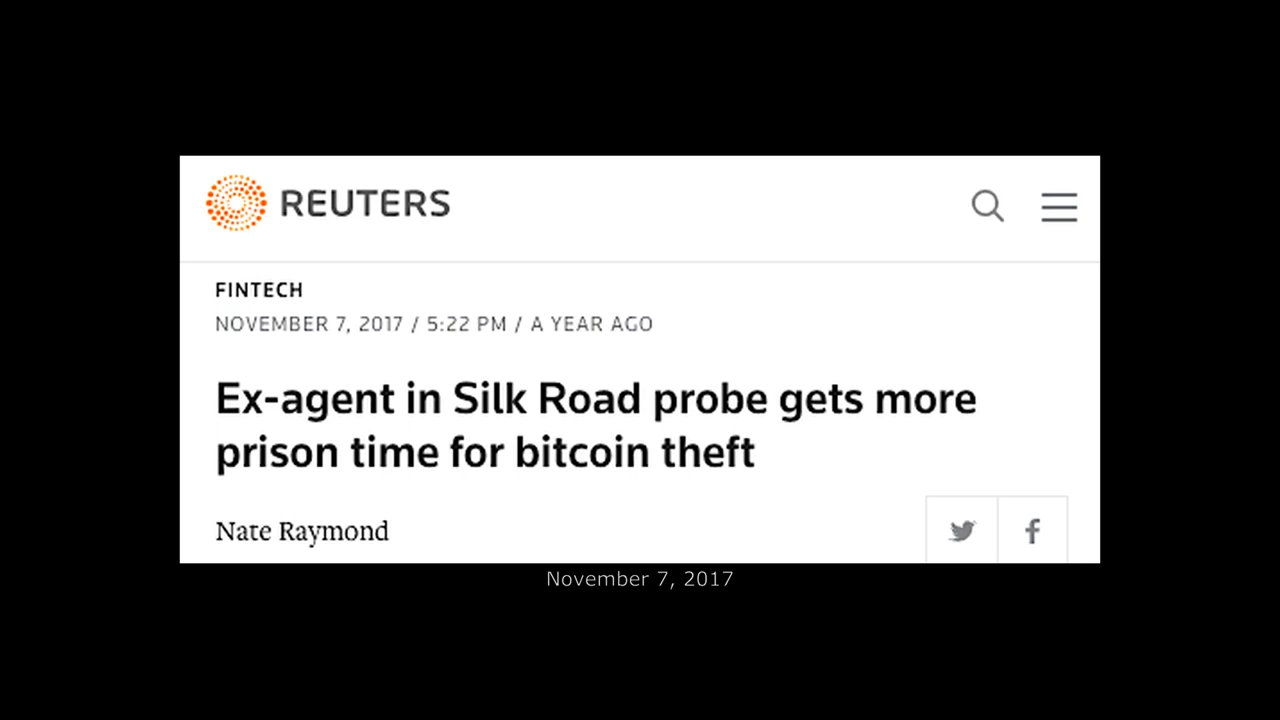 REUTERS
FINTECH
NOVEMBER 7, 2017 / 5:22 PM / A YEAR AGO
Ex-agent in Silk Road probe gets more
prison time for bitcoin theft
Nate Raymond
November 7, 2017